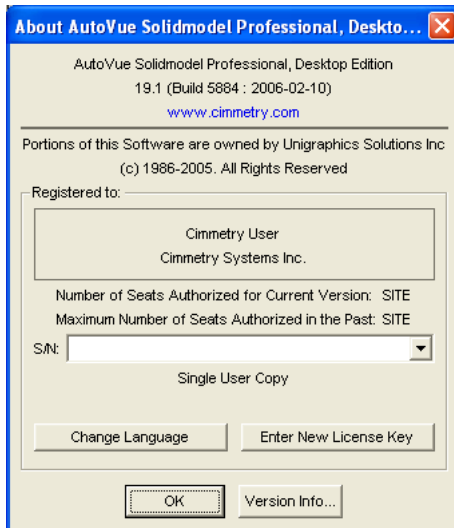 About AutoVue Solidmodel Professional, Deskto...
AutoVue Solidmodel Professional, Desktop Edition
19.1 (Build 5884 : 2006-02-10)
www.cimmetry.com
Portions of this Software are owned by Unigraphics Solutions Inc
(c) 1986-2005. All Rights Reserved
Registered to:
Cimmetry User
Cimmetry Systems Inc.
Number of Seats Authorized for Current Version: SITE
Maximum Number of Seats Authorized in the Past: SITE
S/N:
Single User Copy
Change Language Enter New License Key
OK Version Info...